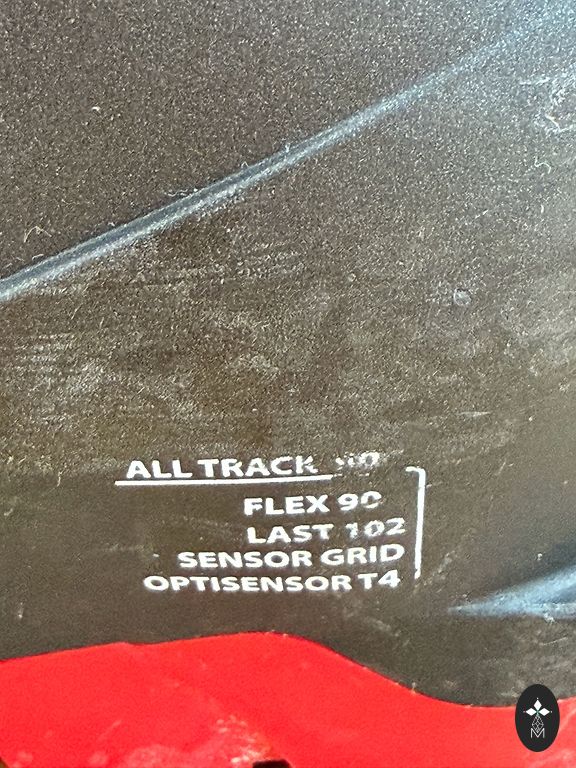 ALL TRACK
FLEX 90
LAST 102
SENSOR GRID
OPTISENSOR T4
M